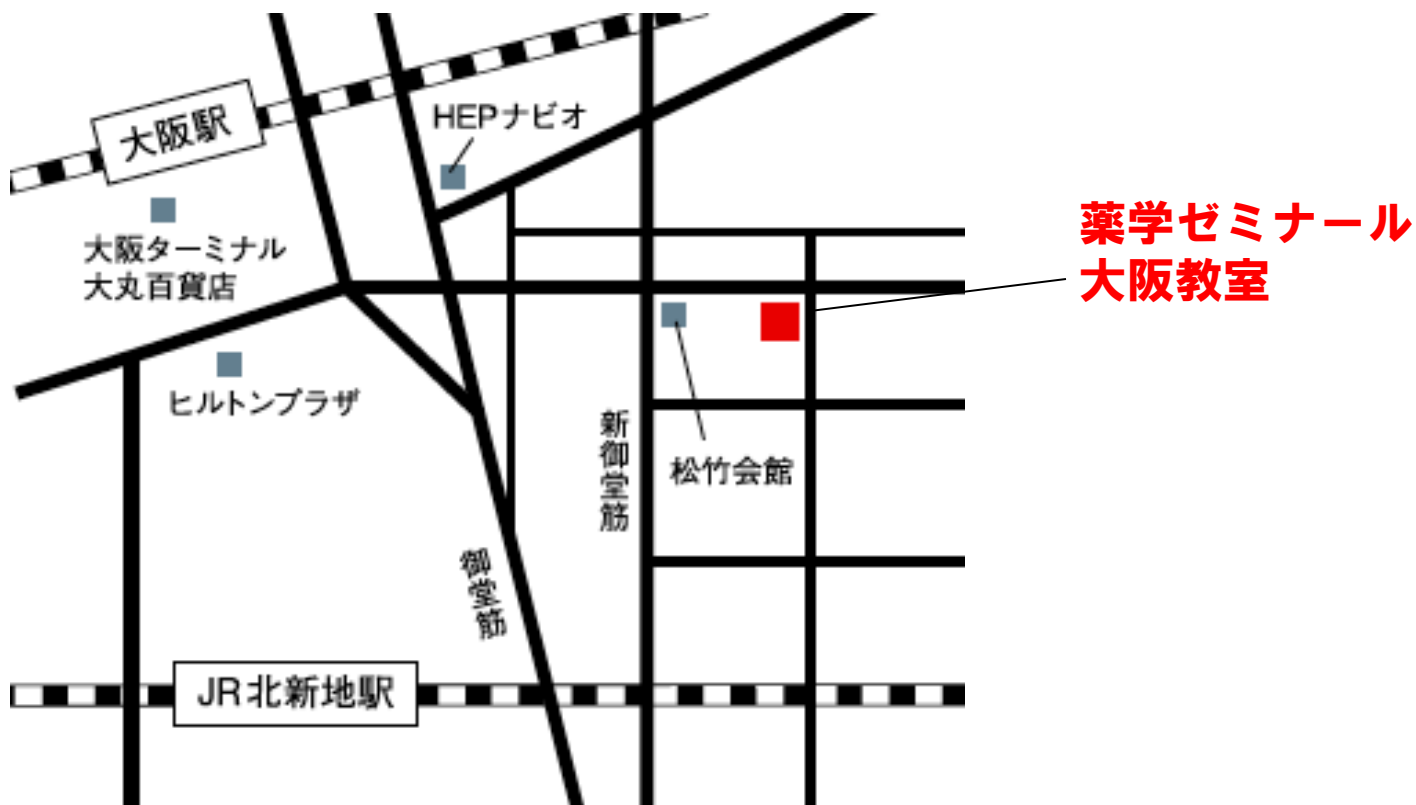 大阪駅
HEPナビオ
大阪ターミナル
大丸百貨店
ヒルトンプラザ
薬学ゼミナール
大阪教室
新御堂筋
松竹会館
御堂筋
JR北新地駅